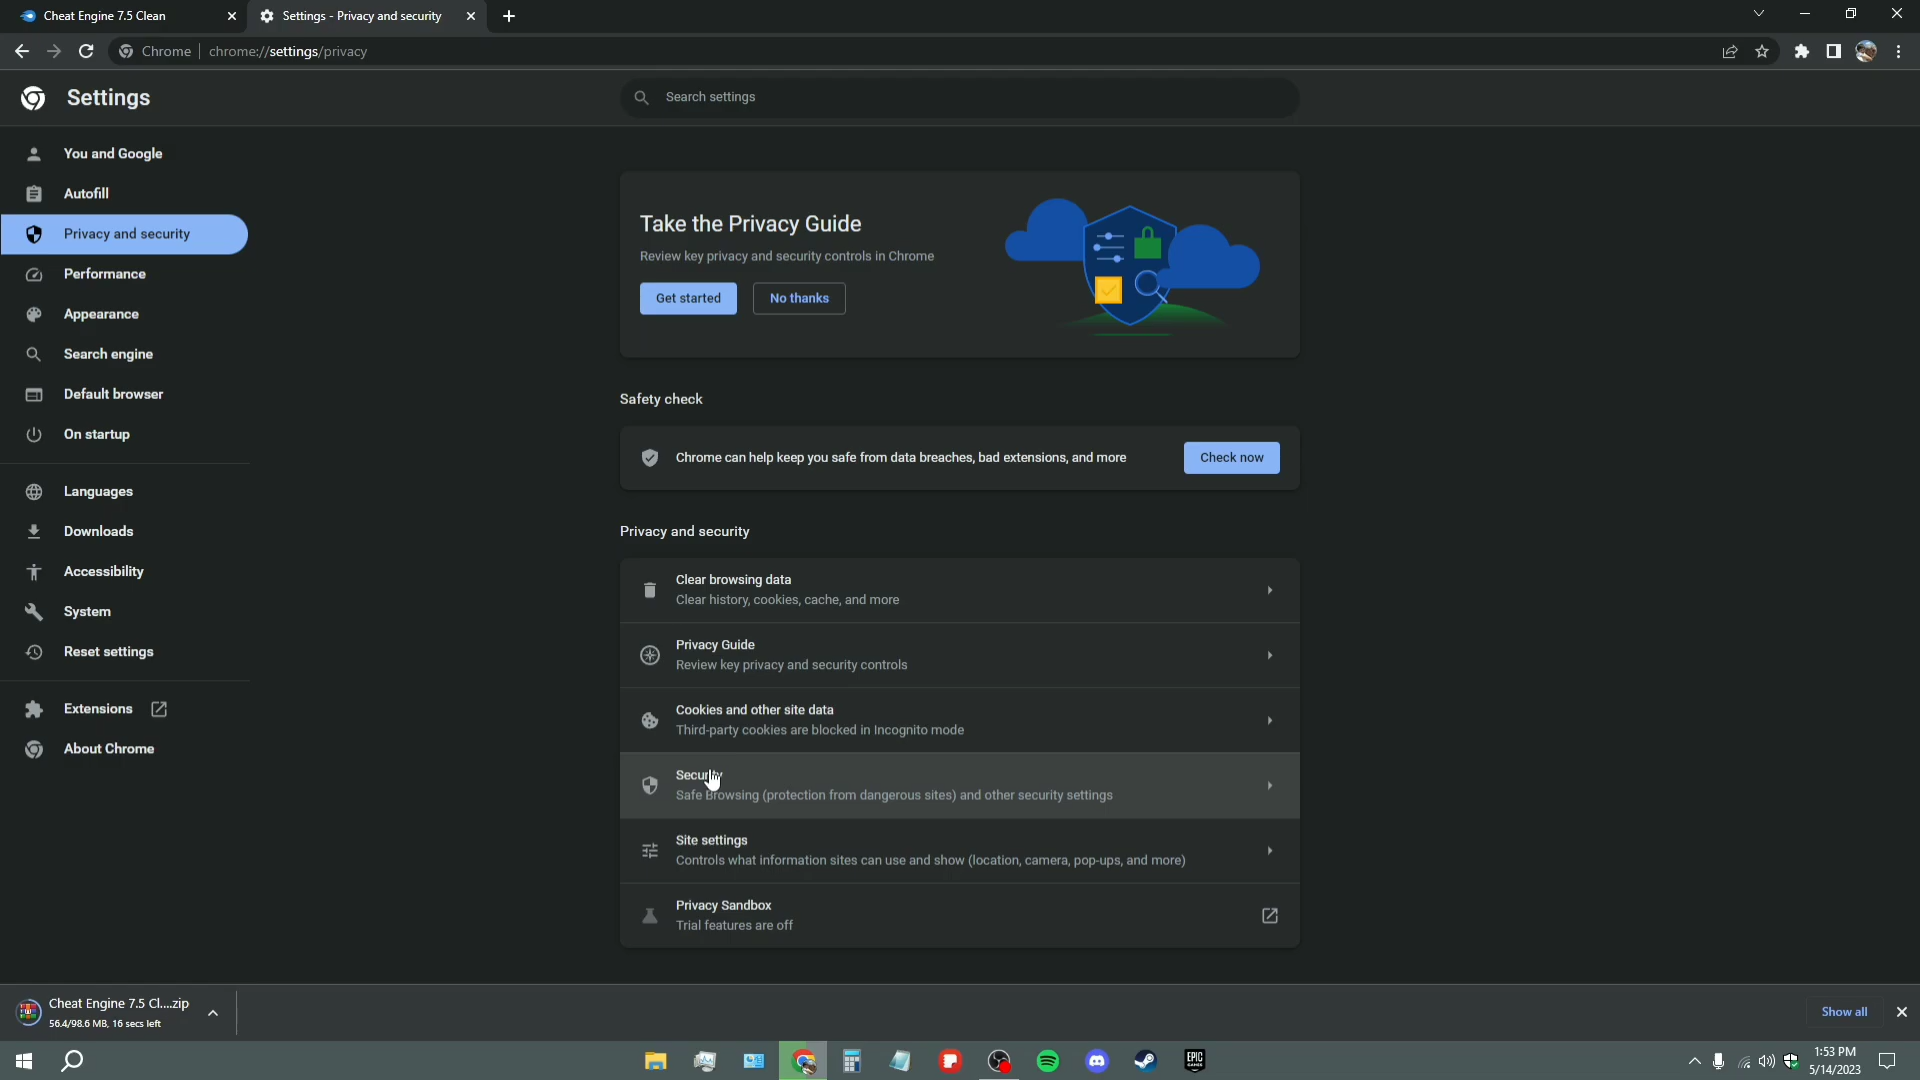 Cheat Engine 7.5 Clean
Settings - Privacy and security
Chrome
chrome://settings/privacy
Settings
Search settings
You and Google
Autofill
Privacy and security
Performance
Appearance
Search engine
Default browser
On startup
Languages
Downloads
Accessibility
System
Reset settings
Extensions
About Chrome
Take the Privacy Guide
Review key privacy and security controls in Chrome
Get started
No thanks
Safety check
Chrome can help keep you safe from data breaches, bad extensions, and more
Check now
Privacy and security
Clear browsing data
Clear history, cookies, cache, and more
Privacy Guide
Review key privacy and security controls
Cookies and other site data
Third-party cookies are blocked in Incognito mode
Security
Safe Browsing (protection from dangerous sites) and other security settings
Site settings
Controls what information sites can use and show (location, camera, pop-ups, and more)
Privacy Sandbox
Trial features are off
Cheat Engine 7.5 Cl....zip
56.4/98.6 MB, 16 secs left
Show all
EPIC
GAMES
1:53 PM
5/14/2023